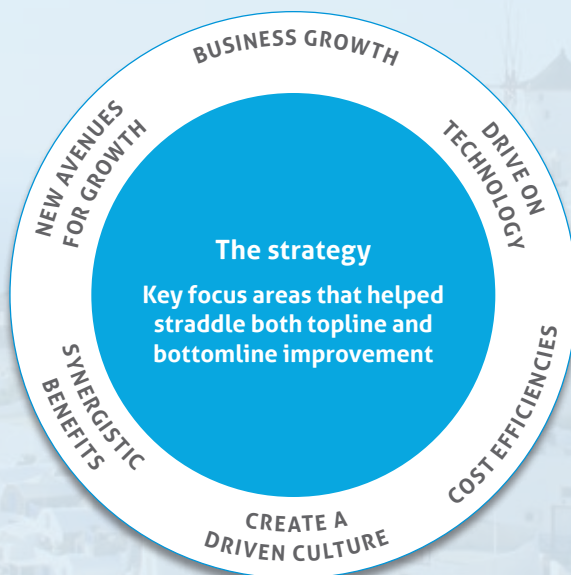 BUSINESS GROWTH
DRIVE ON
TECHNOLOGY
COST EFFICIENCIES
CREATE A
DRIVEN CULTURE
SYNERGISTIC
BENEFITS
NEW AVENUES
FOR GROWTH
The strategy
Key focus areas that helped
straddle both topline and
bottomline improvement